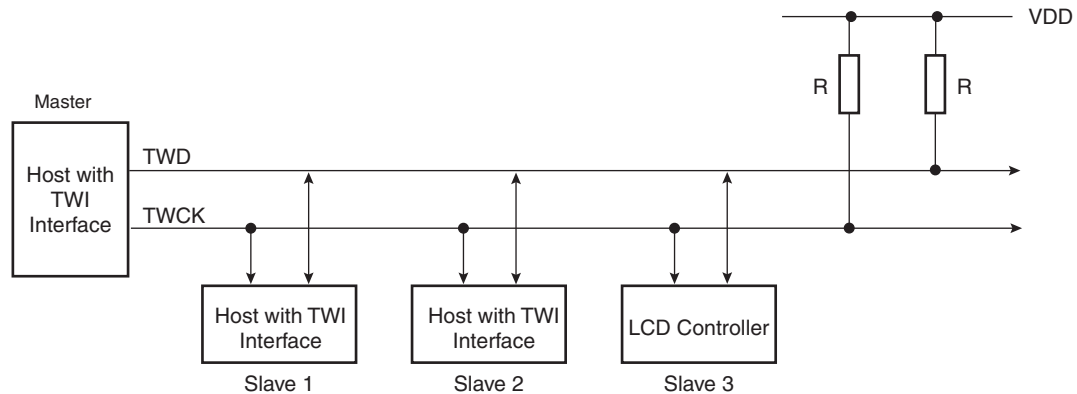 VDD
R
R
Master
Host with
TWI
Interface
TWD
TWCK
Host with TWI
Interface
Slave 1
Host with TWI
Interface
Slave 2
LCD Controller
Slave 3